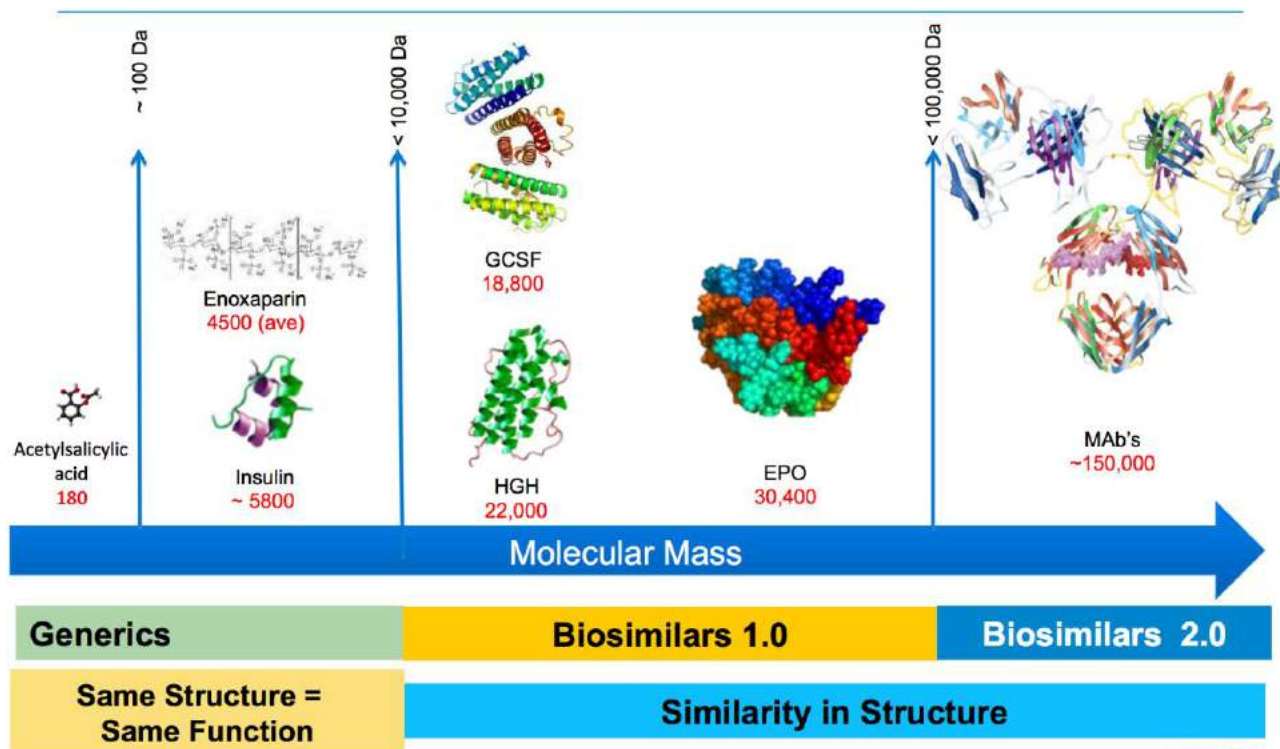 ~ 100 Da
< 10,000 Da
< 100,000 Da
Enoxaparin
4500 (ave)
GCSF
18,800
Acetylsalicylic
acid
180
Insulin
~ 5800
HGH
22,000
EPO
30,400
MAb's
~150,000
Molecular Mass
Generics
Biosimilars 1.0
Biosimilars 2.0
Same Structure =
Same Function
Similarity in Structure